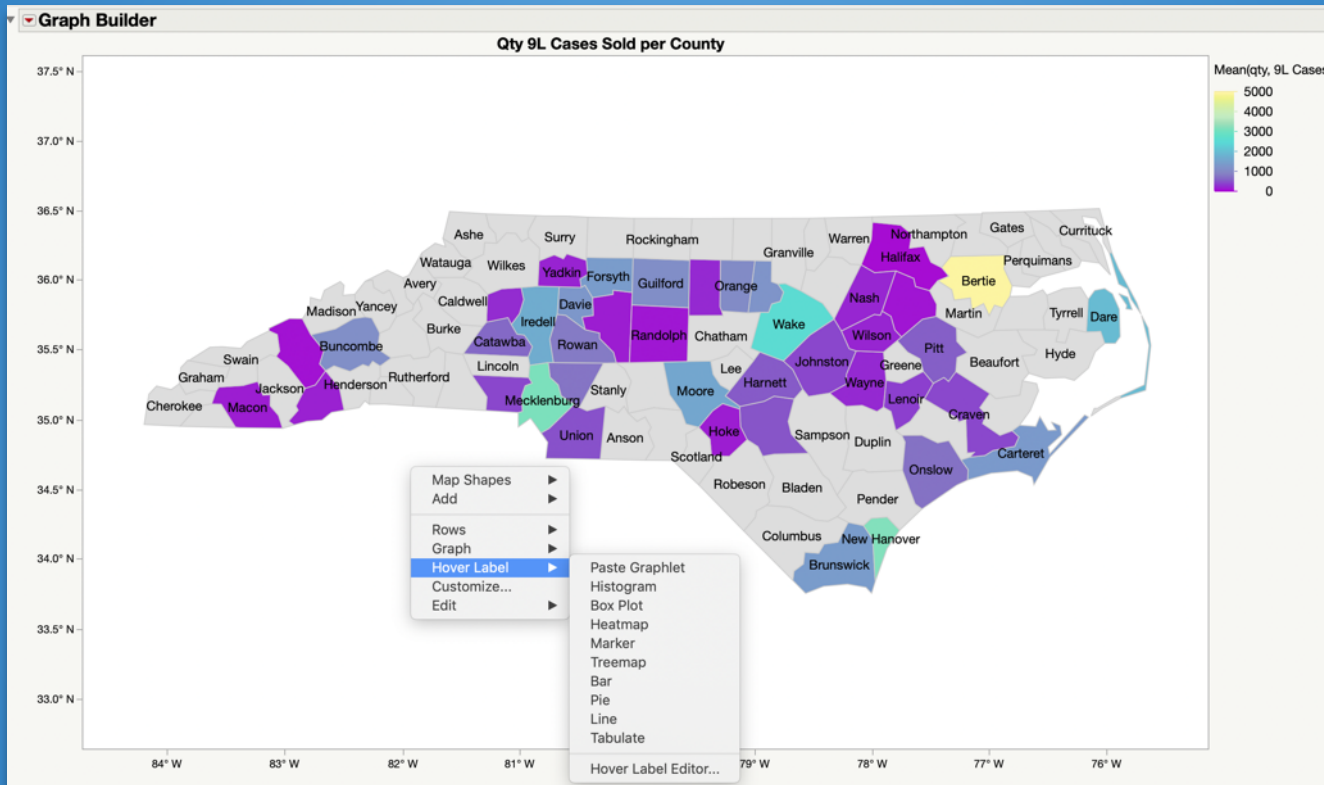 Graph Builder
Qty 9L Cases Sold per County
37.5° N
37.0° N
36.5° N
36.0° N
35.5° N
35.0° N
34.5° N
34.0° N
33.5° N
33.0° N
Mean(qty, 9L Cases
5000
4000
3000
2000
1000
0
Ashe
Surry
Rockingham
Granville
Warren
Northampton
Gates
Currituck
Watauga
Wilkes
Yadkin
Forsyth
Guilford
Orange
Halifax
Bertie
Perquimans
Avery
Caldwell
Madison
Yancey
Burke
Iredell
Davie
Nash
Martin
Tyrrell
Dare
Buncombe
Catawba
Rowan
Randolph
Chatham
Wake
Wilson
Pitt
Beaufort
Hyde
Swain
Graham
Jackson
Henderson
Rutherford
Lincoln
Lee
Johnston
Greene
Cherokee
Macon
Mecklenburg
Stanly
Moore
Harnett
Wayne
Lenoir
Craven
Union
Anson
Hoke
Scotland
Sampson
Duplin
Carteret
Robeson
Bladen
Onslow
Pender
Columbus
New Hanover
Brunswick
Map Shapes
Add
Rows
Graph
Hover Label
Customize...
Edit
Paste Graphlet
Histogram
Box Plot
Heatmap
Marker
Treemap
Bar
Pie
Line
Tabulate
Hover Label Editor...
84° W
83° W
82° W
81° W
79° W
78° W
77° W
76° W